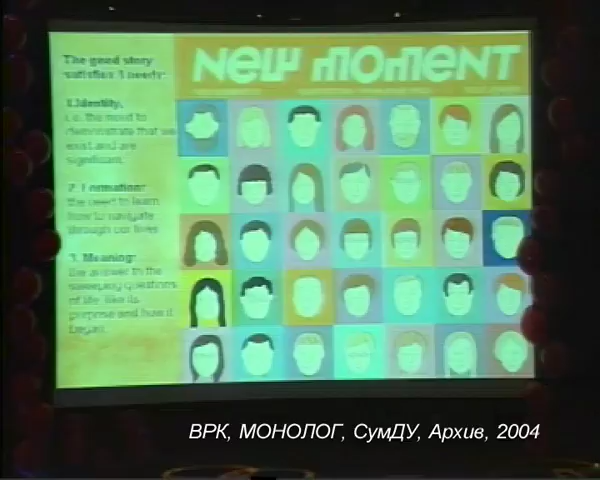 The good story
satisfies 3 needs:
NEW MOMENT
1. Identity,
i.e. the need to
demonstrate that we
exist and are
significant.
2. Formation:
the need to learn
how to navigate
through our lives
3. Meaning:
the answer to the
sweeping questions
of life, like its
purpose and how it
began.
ВРК, МОНОЛОГ, СумДУ, Архив, 2004